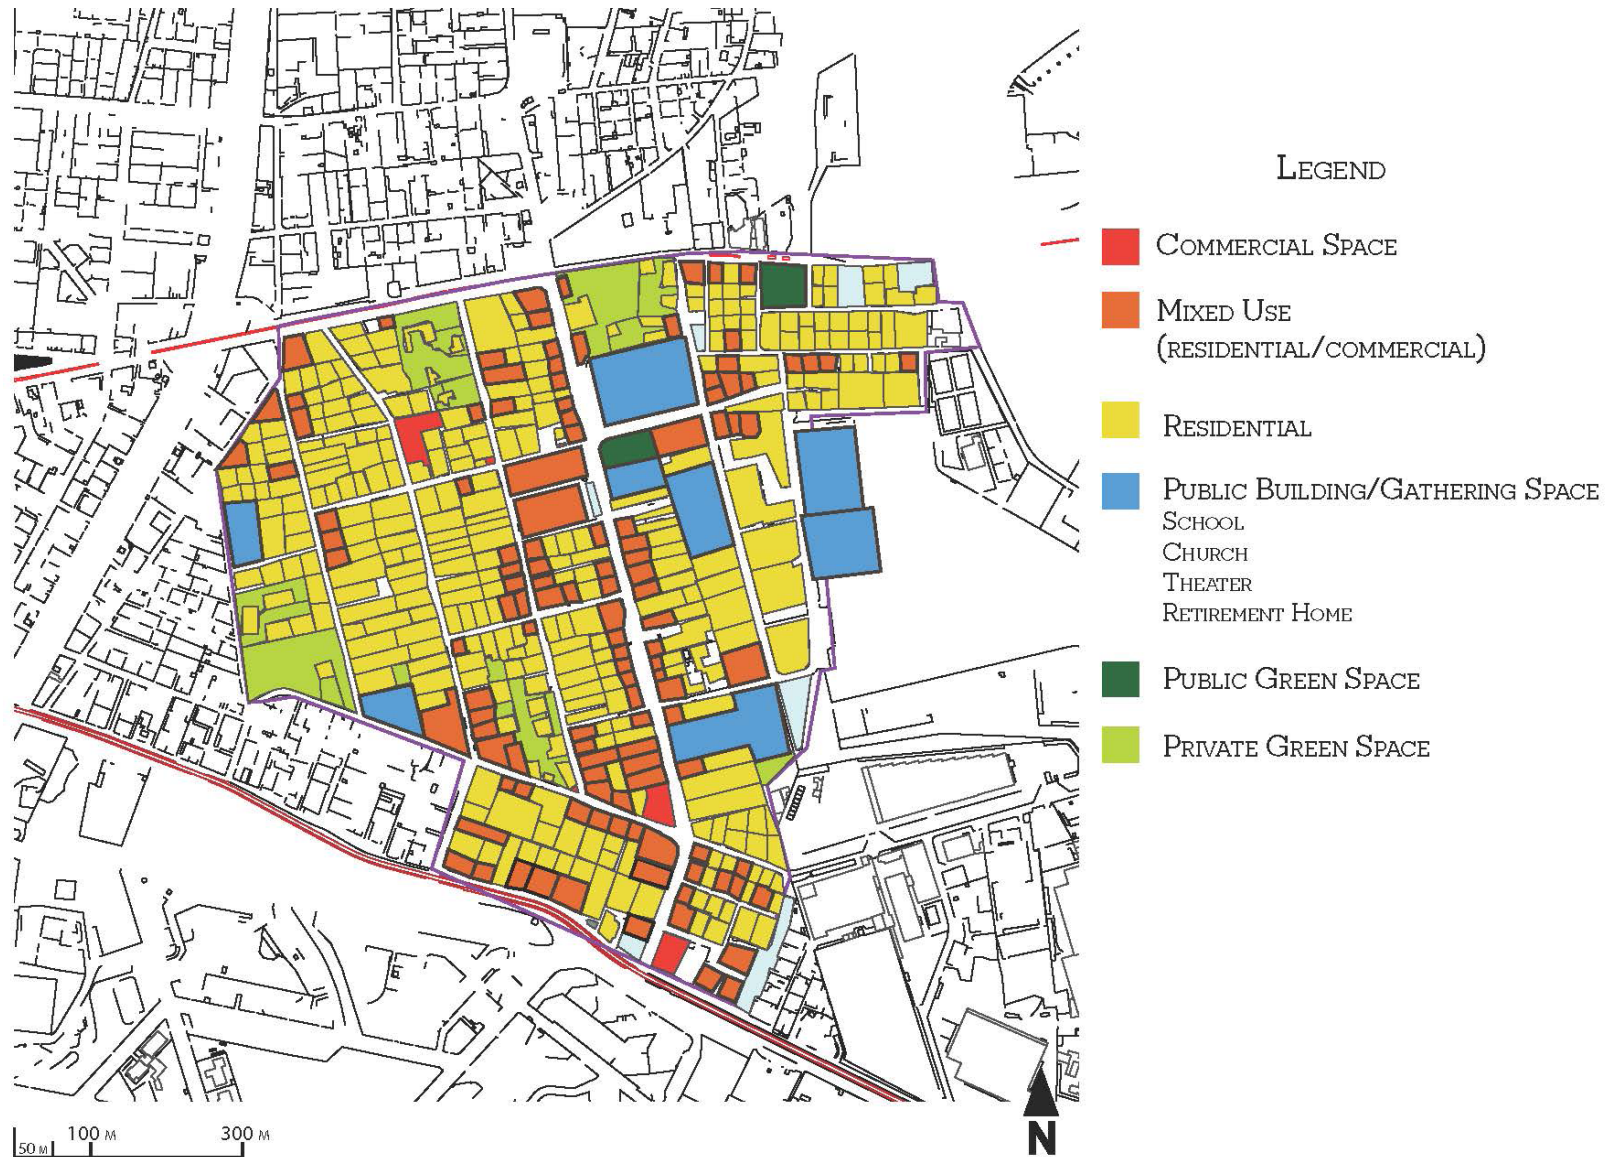 LEGEND
COMMERCIAL SPACE
MIXED USE
(RESIDENTIAL/COMMERCIAL)
RESIDENTIAL
PUBLIC BUILDING/GATHERING SPACE
SCHOOL
CHURCH
THEATER
RETIREMENT HOME
PUBLIC GREEN SPACE
PRIVATE GREEN SPACE
50 M 100 M 300 M
N